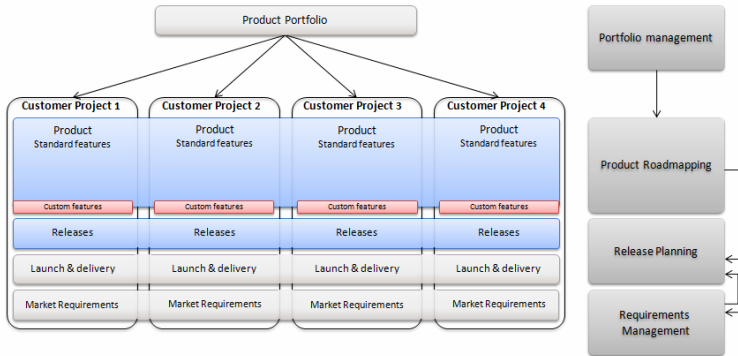 Product Portfolio
Portfolio management
Customer Project 1 Customer Project 2 Customer Project 3 Customer Project 4
Product Product Product Product
Standard features Standard features Standard features Standard features
Product Roadmapping
Custom features Custom features Custom features Custom features
Releases Releases Releases Releases
Release Planning
Launch & delivery Launch & delivery Launch & delivery Launch & delivery
Market Requirements Market Requirements Market Requirements Market Requirements
Requirements
Management